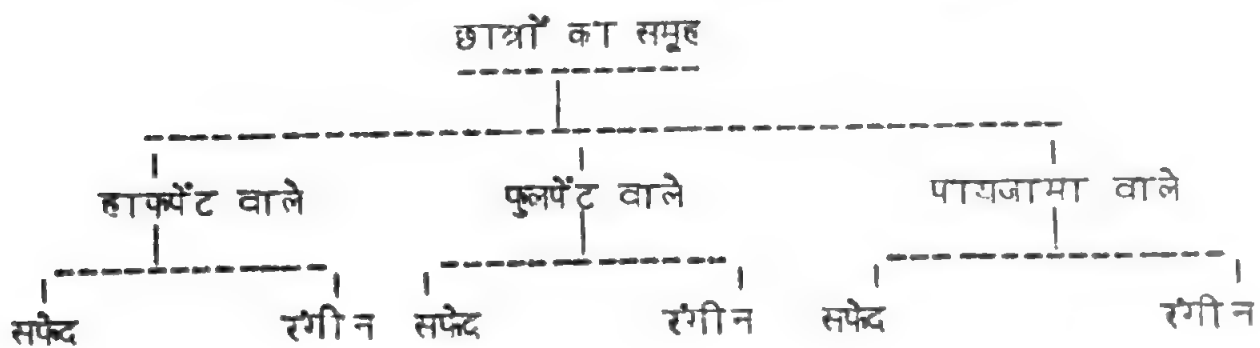 छात्रों का समूह
हाफपेंट वाले फुलपेंट वाले पायजामा वाले
सफेद रंगीन सफेद रंगीन सफेद रंगीन